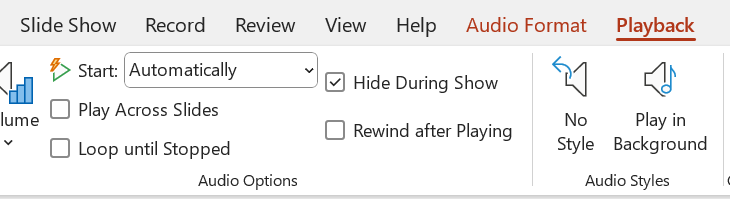 Slide Show Record Review View Help Audio Format Playback
Start: Automatically
Hide During Show
Play Across Slides
Rewind after Playing
Loop until Stopped
lume
No Style
Play in Background
Audio Options
Audio Styles